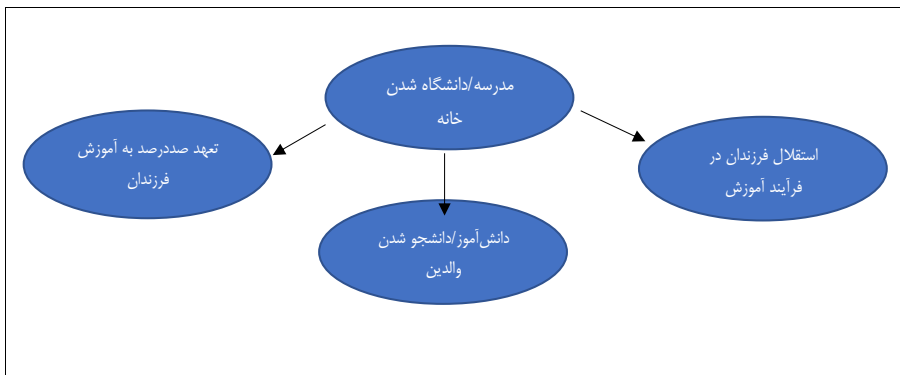 مدرسه/دانشگاه شدن
خانه
استقلال فرزندان در
فرآیند آموزش
تعهد صددرصد به آموزش
فرزندان
دانش‌آموز/دانشجو شدن
والدین